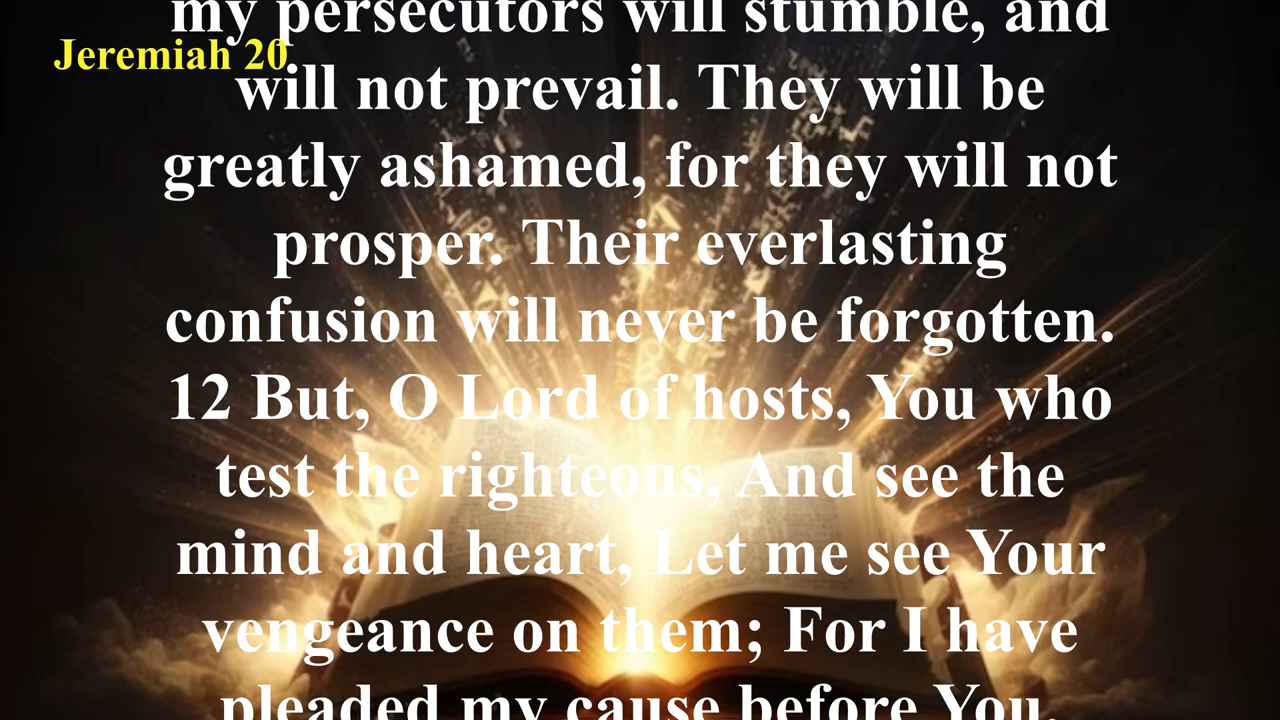 my persecutors will stumble, and
Jeremiah 20
will not prevail. They will be
greatly ashamed, for they will not
prosper. Their everlasting
confusion will never be forgotten.
12 But, O Lord of hosts, You who
test the righteous, And see the
mind and heart, Let me see Your
vengeance on them; For I have
pleaded my cause before You.